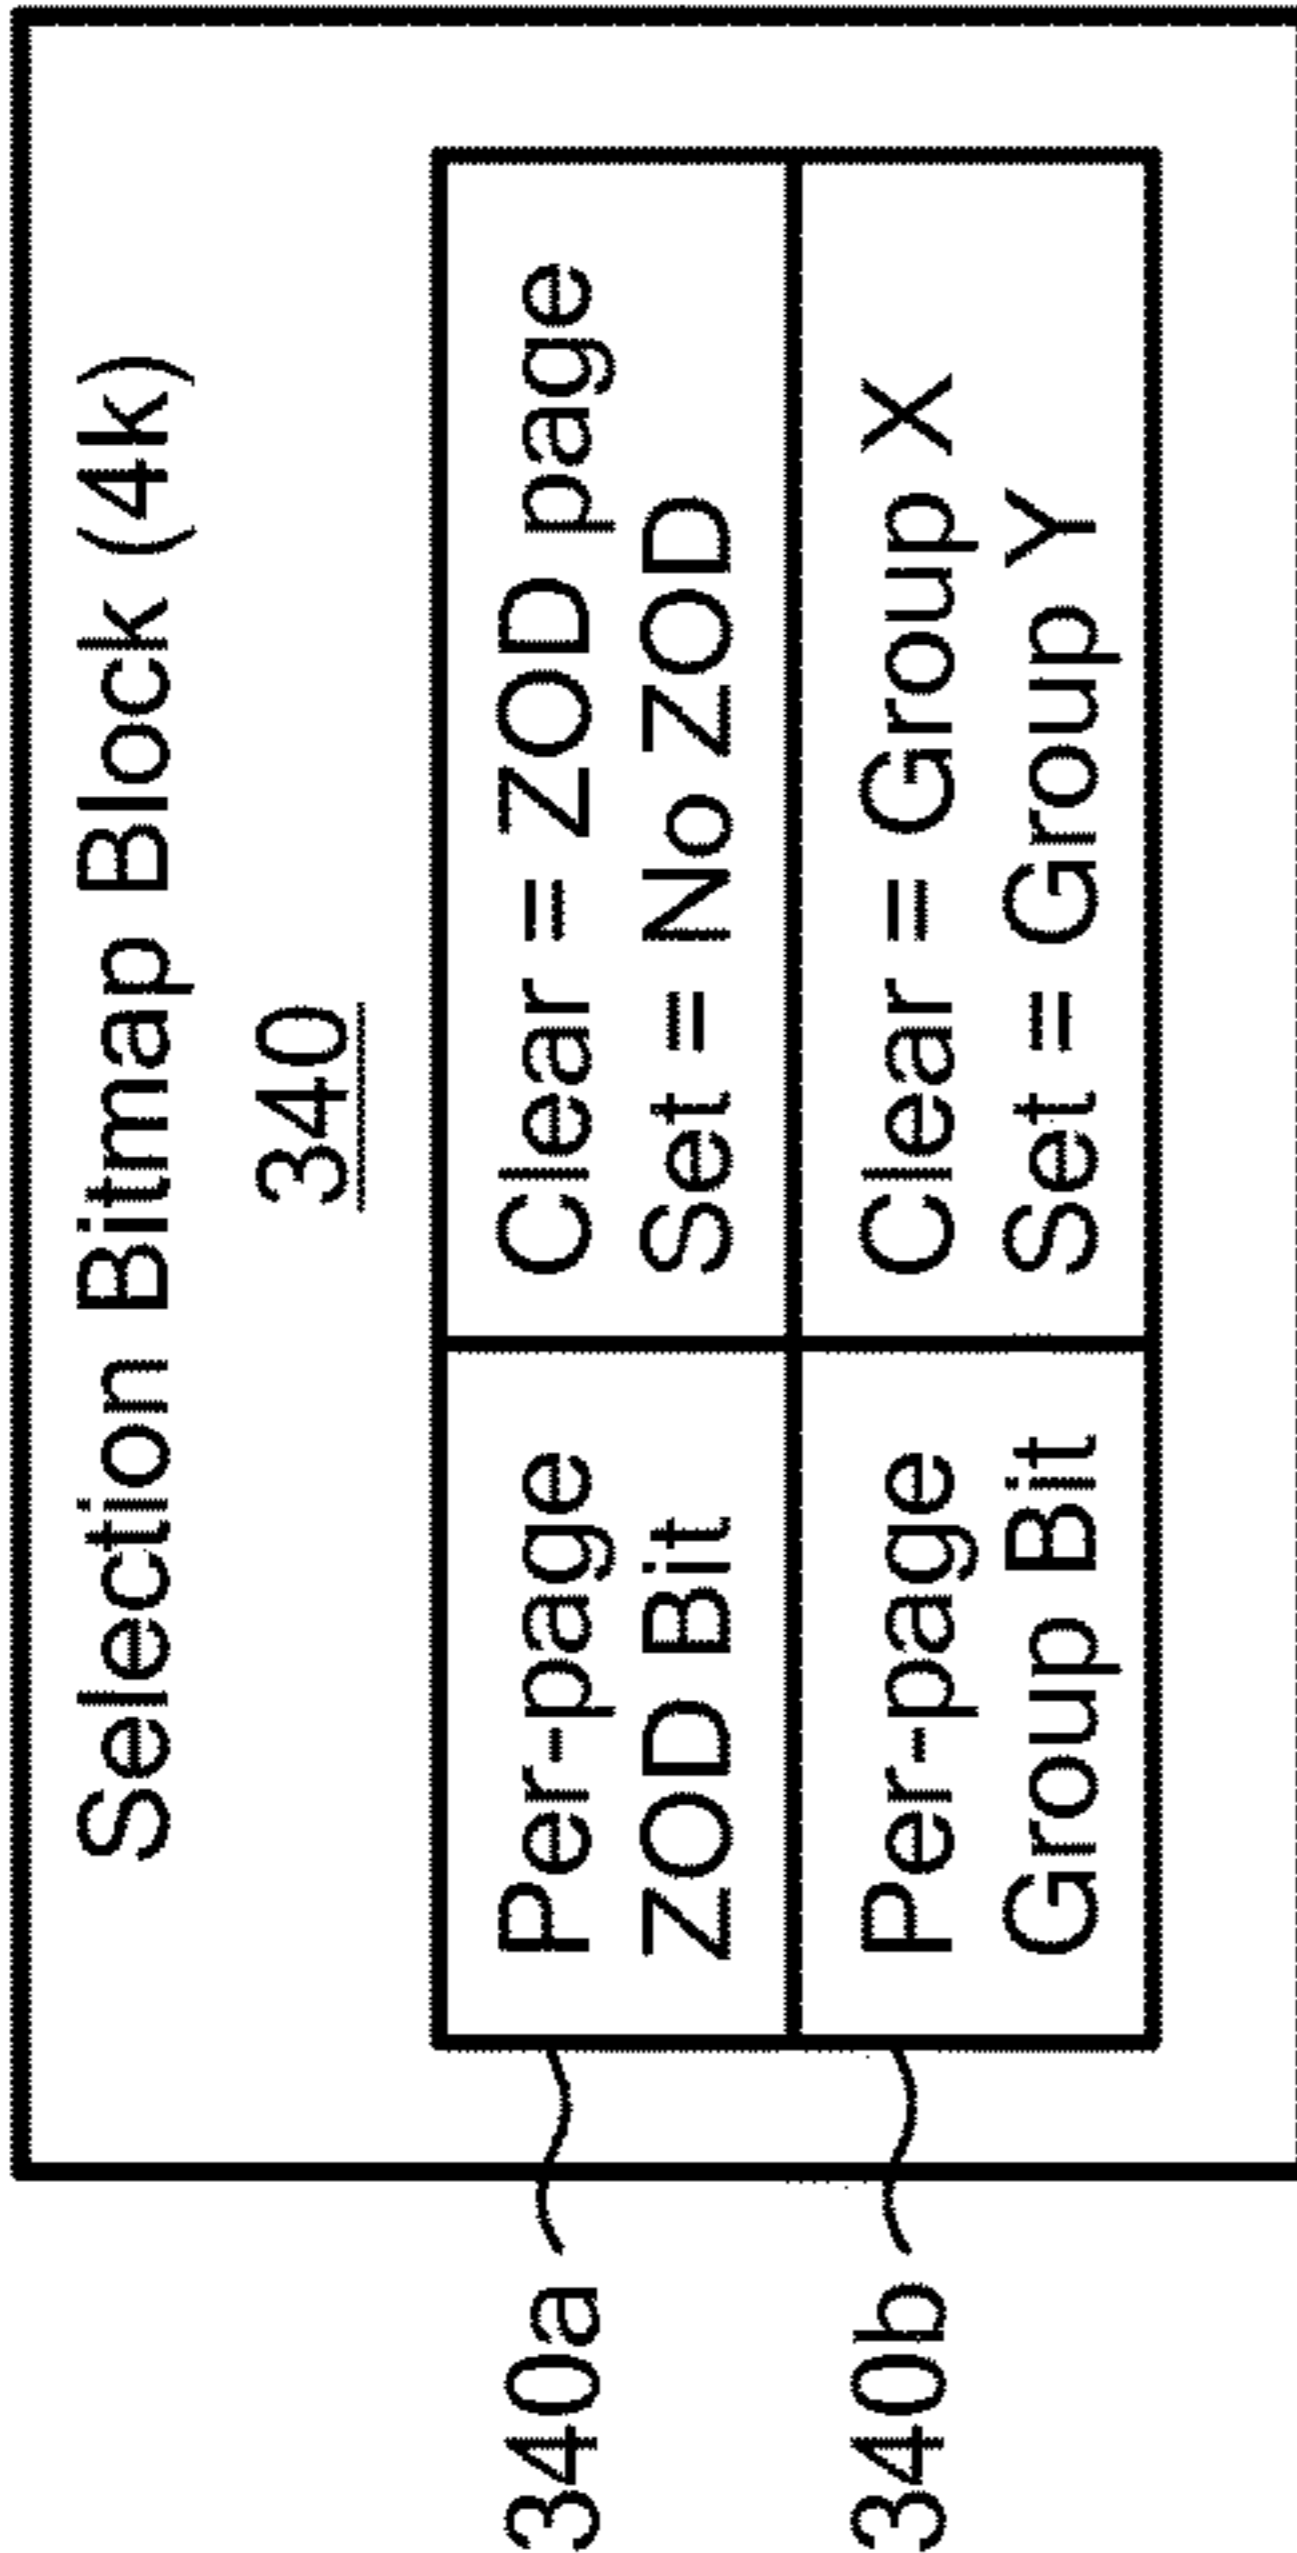 Selection Bitmap Block (4k)
340
340a
Per-page
ZOD Bit
Clear = ZOD page
Set = No ZOD
340b
Per-page
Group Bit
Clear = Group X
Set = Group Y